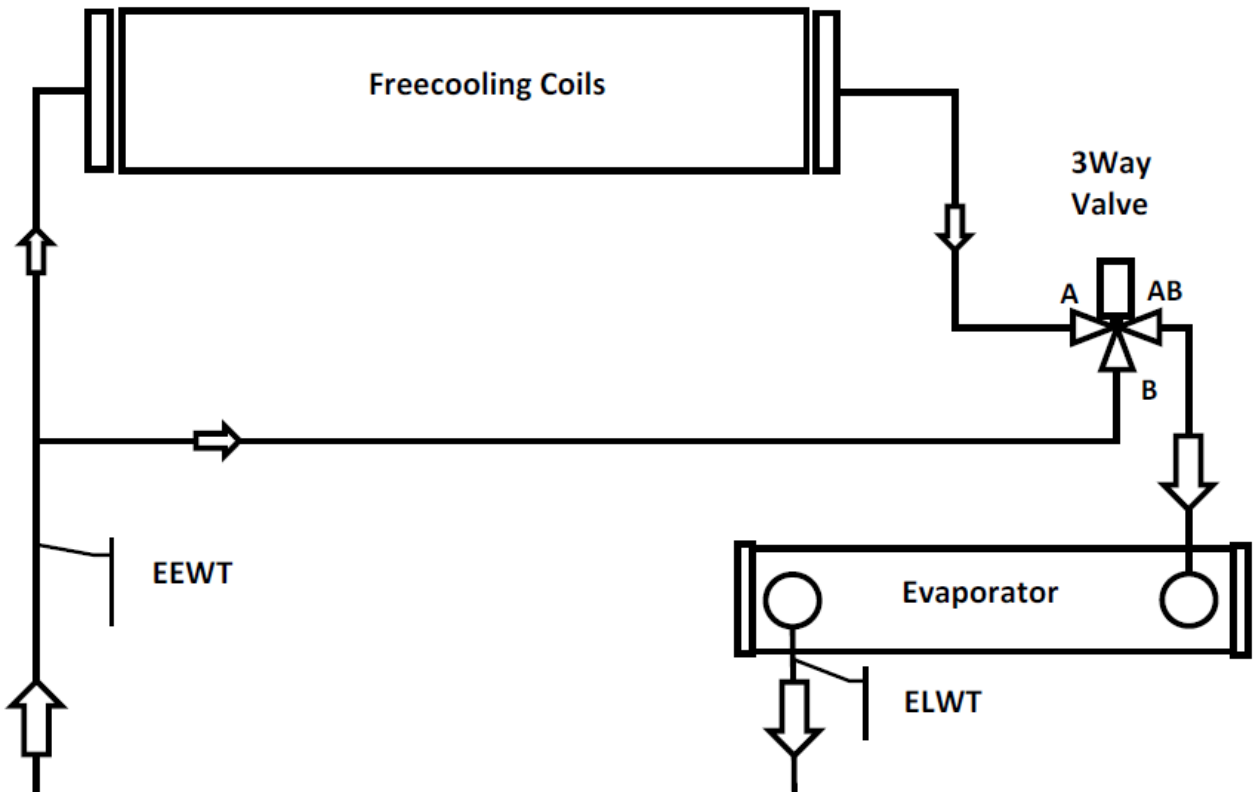 Freecooling Coils
3Way
Valve
A
AB
B
EEWT
Evaporator
ELWT